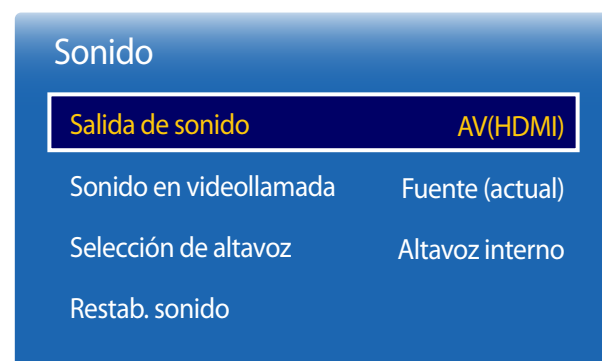 Sonido
Salida de sonido AV(HDMI)
Sonido en videollamada Fuente (actual)
Selección de altavoz Altavoz interno
Restab. sonido